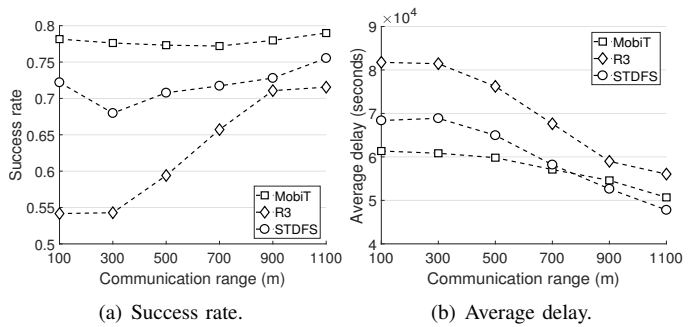 0.8
0.75
0.7
0.65
0.6
0.55
0.5
Success rate
100 300 500 700 900 1100
Communication range (m)
MobiT
R3
STDFS
(a) Success rate.
×10⁴
9
8
7
6
5
4
Average delay (seconds)
100 300 500 700 900 1100
Communication range (m)
MobiT
R3
STDFS
(b) Average delay.